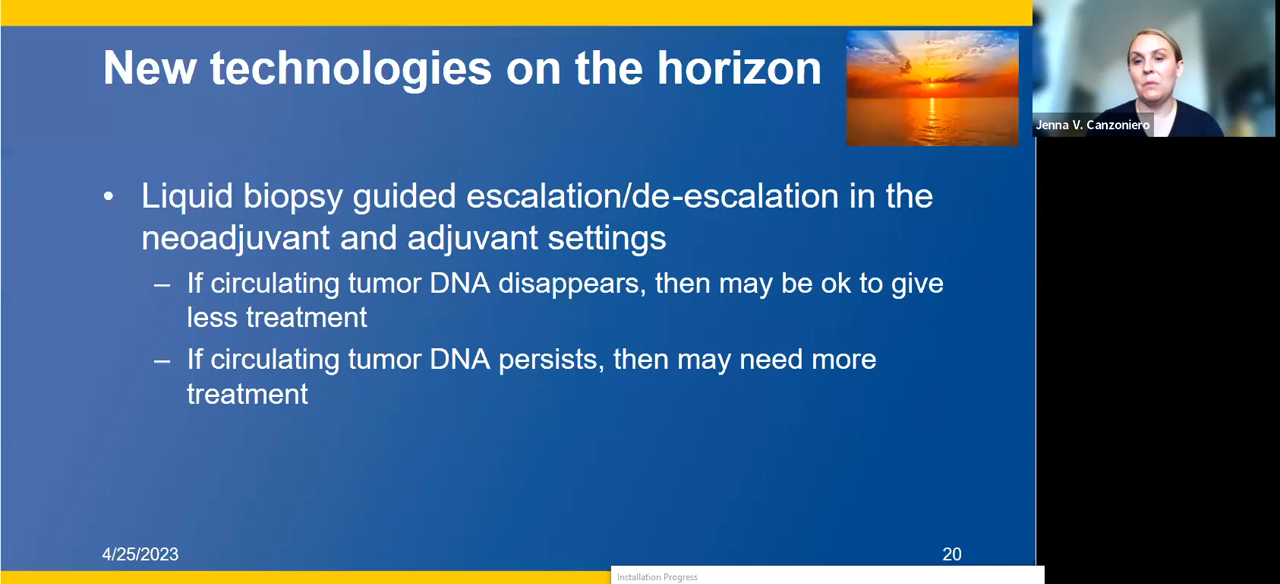 New technologies on the horizon
Jenna V. Canzoniero
• Liquid biopsy guided escalation/de-escalation in the
neoadjuvant and adjuvant settings
– If circulating tumor DNA disappears, then may be ok to give
less treatment
– If circulating tumor DNA persists, then may need more
treatment
4/25/2023
20
Installation Progress